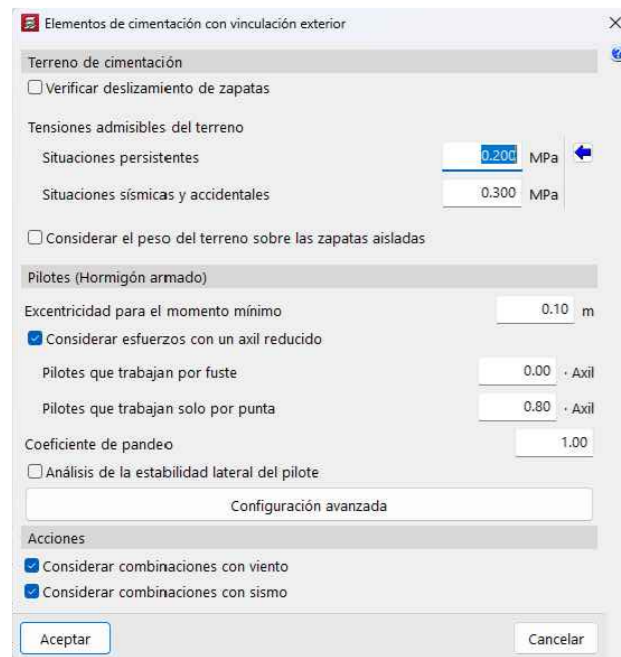 Elementos de cimentación con vinculación exterior
Terreno de cimentación
Verificar deslizamiento de zapatas
Tensiones admisibles del terreno
Situaciones persistentes 0.200 MPa
Situaciones sísmicas y accidentales 0.300 MPa
Considerar el peso del terreno sobre las zapatas aisladas
Pilotes (Hormigón armado)
Excentricidad para el momento mínimo 0.10 m
Considerar esfuerzos con un axil reducido
Pilotes que trabajan por fuste 0.00 · Axil
Pilotes que trabajan solo por punta 0.80 · Axil
Coeficiente de pandeo 1.00
Análisis de la estabilidad lateral del pilote
Configuración avanzada
Acciones
Considerar combinaciones con viento
Considerar combinaciones con sismo
Aceptar Cancelar